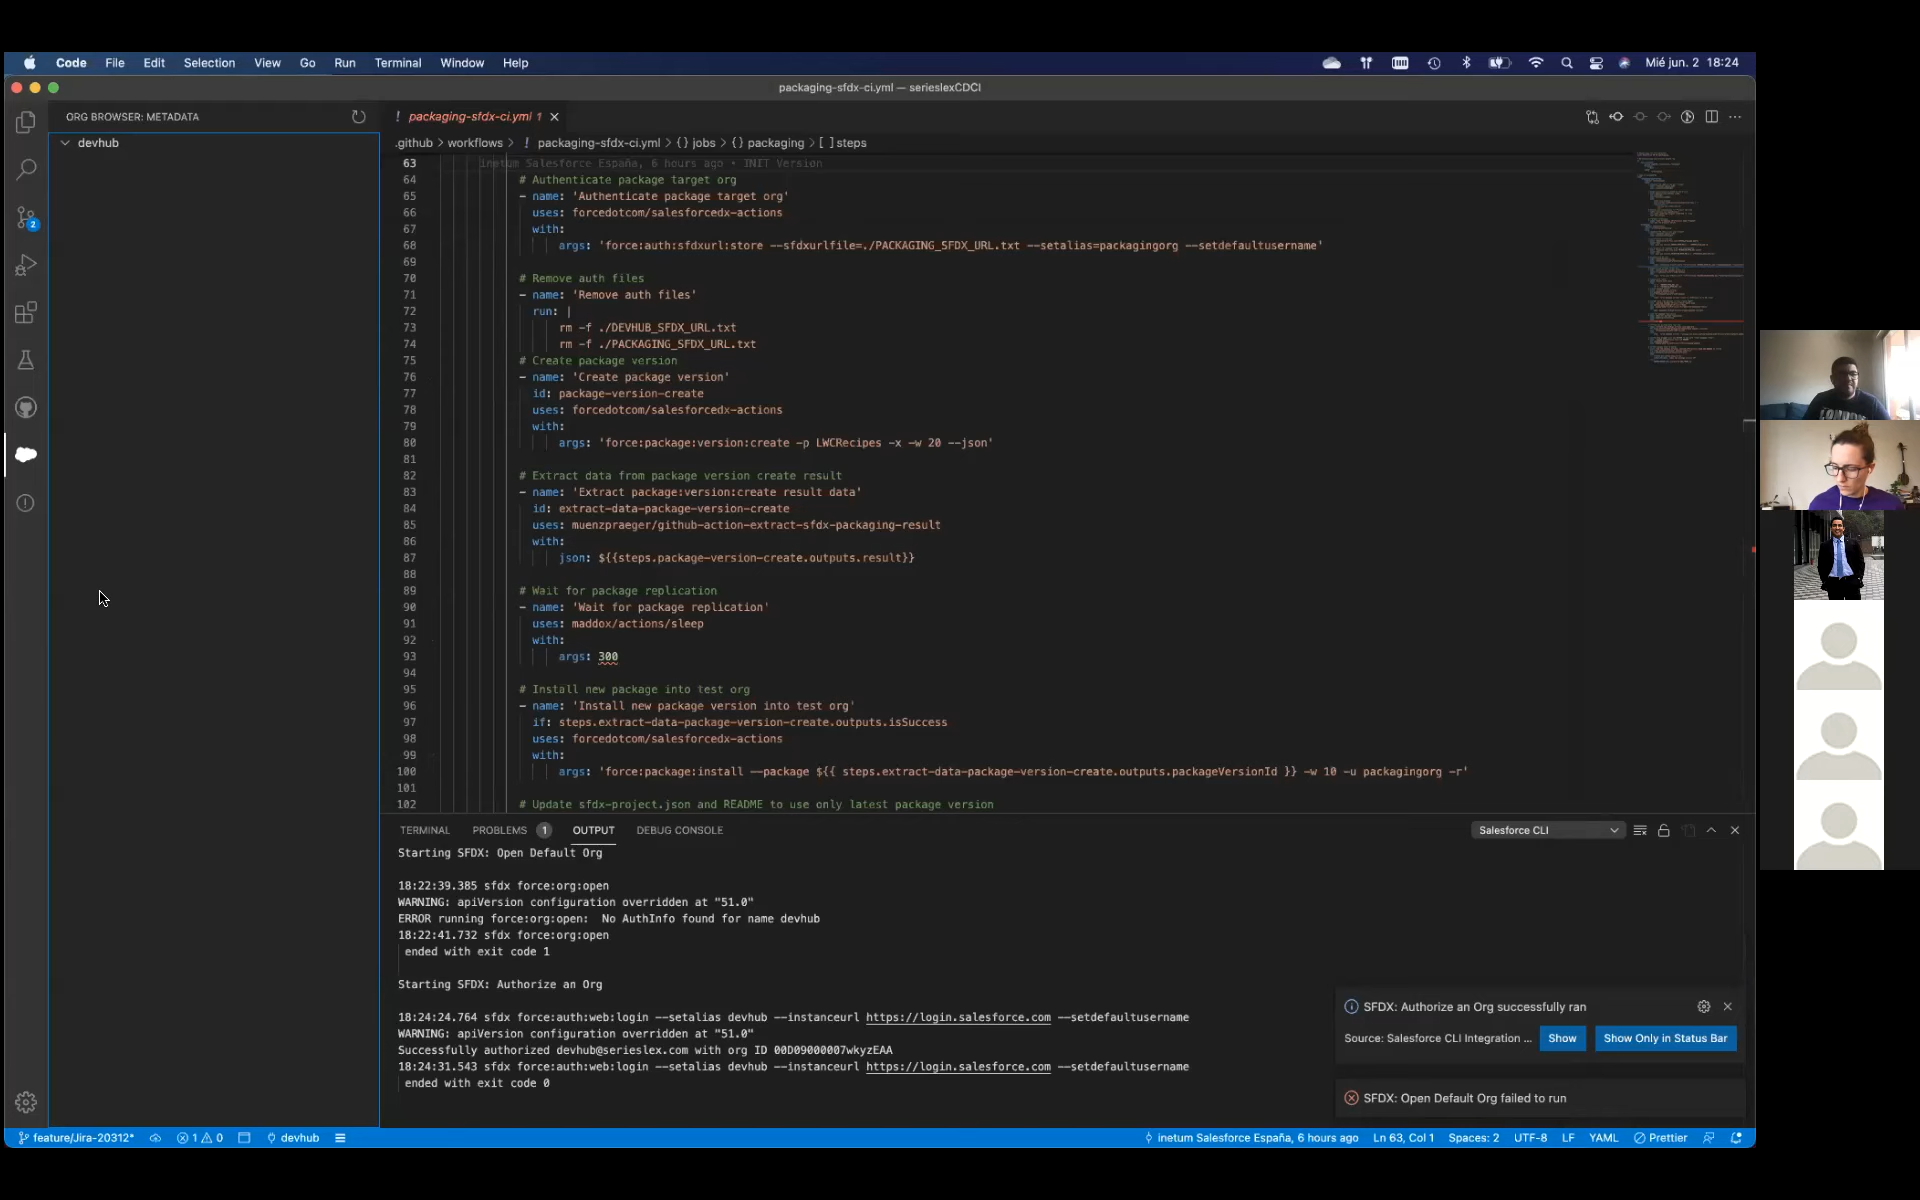 Code File Edit Selection View Go Run Terminal Window Help
Mié jun. 2 18:24
packaging-sfdx-ci.yml — serieslexCDCI
ORG BROWSER: METADATA
devhub
2
! packaging-sfdx-ci.yml 1
.github > workflows > ! packaging-sfdx-ci.yml > {} jobs > {} packaging > [ ] steps
63 inetum Salesforce España, 6 hours ago • INIT Version
64 # Authenticate package target org
65 - name: 'Authenticate package target org'
66 uses: forcedotcom/salesforcedx-actions
67 with:
68 args: 'force:auth:sfdxurl:store --sfdxurlfile=./PACKAGING_SFDX_URL.txt --setalias=packagingorg --setdefaultusername'
69
70 # Remove auth files
71 - name: 'Remove auth files'
72 run: |
73 rm -f ./DEVHUB_SFDX_URL.txt
74 rm -f ./PACKAGING_SFDX_URL.txt
75 # Create package version
76 - name: 'Create package version'
77 id: package-version-create
78 uses: forcedotcom/salesforcedx-actions
79 with:
80 args: 'force:package:version:create -p LWCRecipes -x -w 20 --json'
81
82 # Extract data from package version create result
83 - name: 'Extract package:version:create result data'
84 id: extract-data-package-version-create
85 uses: muenzpraeger/github-action-extract-sfdx-packaging-result
86 with:
87 json: ${{steps.package-version-create.outputs.result}}
88
89 # Wait for package replication
90 - name: 'Wait for package replication'
91 uses: maddox/actions/sleep
92 with:
93 args: 300
94
95 # Install new package into test org
96 - name: 'Install new package version into test org'
97 if: steps.extract-data-package-version-create.outputs.isSuccess
98 uses: forcedotcom/salesforcedx-actions
99 with:
100 args: 'force:package:install --package ${{ steps.extract-data-package-version-create.outputs.packageVersionId }} -w 10 -u packagingorg -r'
101
102 # Update sfdx-project.json and README to use only latest package version
TERMINAL PROBLEMS 1 OUTPUT DEBUG CONSOLE
Salesforce CLI
Starting SFDX: Open Default Org
18:22:39.385 sfdx force:org:open
WARNING: apiVersion configuration overridden at "51.0"
ERROR running force:org:open: No AuthInfo found for name devhub
18:22:41.732 sfdx force:org:open
ended with exit code 1
Starting SFDX: Authorize an Org
18:24:24.764 sfdx force:auth:web:login --setalias devhub --instanceurl https://login.salesforce.com --setdefaultusername
WARNING: apiVersion configuration overridden at "51.0"
Successfully authorized devhub@serieslex.com with org ID 00D09000007wkyzEAA
18:24:31.543 sfdx force:auth:web:login --setalias devhub --instanceurl https://login.salesforce.com --setdefaultusername
ended with exit code 0
SFDX: Authorize an Org successfully ran
Source: Salesforce CLI Integration ... Show Show Only in Status Bar
SFDX: Open Default Org failed to run
feature/Jira-20312* 1 0 devhub
inetum Salesforce España, 6 hours ago Ln 63, Col 1 Spaces: 2 UTF-8 LF YAML Prettier